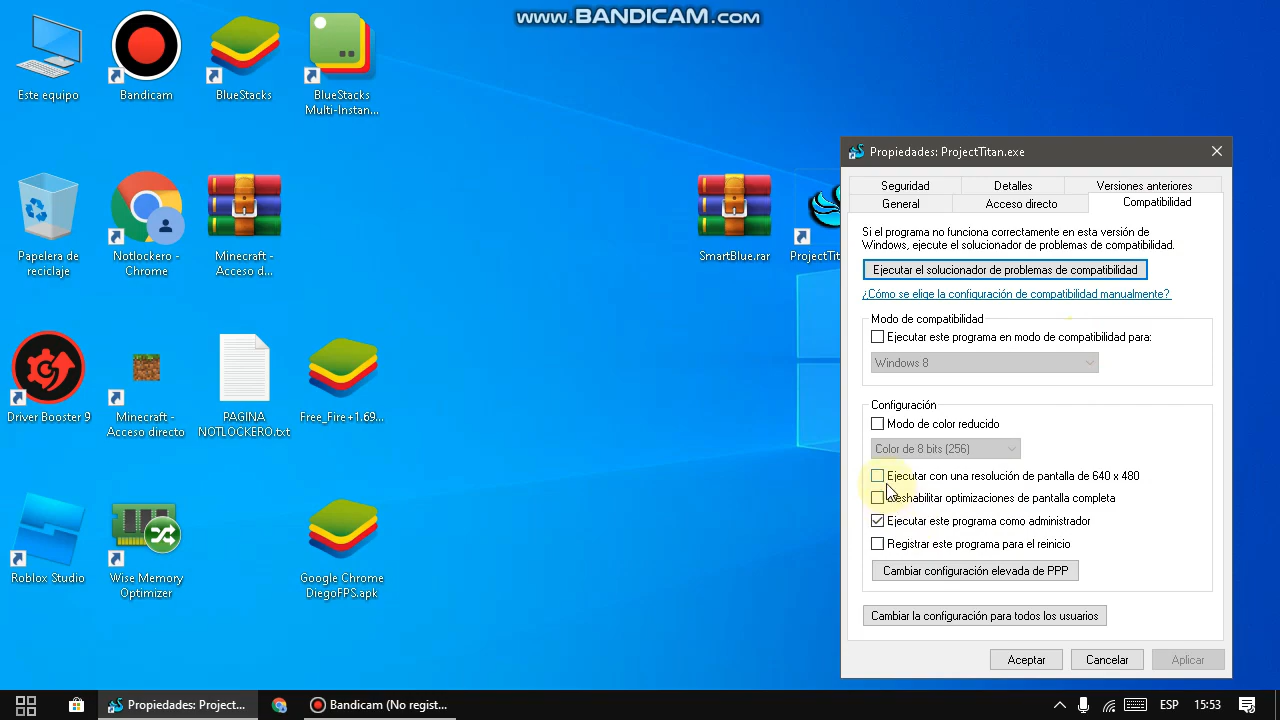 www.BANDICAM.com
Este equipo
Bandicam
BlueStacks
BlueStacks
Multi-Instan...
Papelera de
reciclaje
Notlockero -
Chrome
Minecraft -
Acceso d...
SmartBlue.rar
ProjectTit
Driver Booster 9
Minecraft -
Acceso directo
PAGINA
NOTLOCKERO.txt
Free_Fire+1.69...
Roblox Studio
Wise Memory
Optimizer
Google Chrome
DiegoFPS.apk
Propiedades: ProjectTitan.exe
Seguridad
Detalles
Versiones anteriores
General
Acceso directo
Compatibilidad
Si el programa no funciona correctamente en esta versión de
Windows, ejecute el solucionador de problemas de compatibilidad.
Ejecutar el solucionador de problemas de compatibilidad
¿Cómo se elige la configuración de compatibilidad manualmente?
Modo de compatibilidad
Ejecutar este programa en modo de compatibilidad para:
Windows 8
Configuración
Modo de color reducido
Color de 8 bits (256)
Ejecutar con una resolución de pantalla de 640 x 480
Deshabilitar optimizaciones de pantalla completa
Ejecutar este programa como administrador
Registrar este programa para el reinicio
Cambiar configuración elevada de PPP
Cambiar la configuración para todos los usuarios
Aceptar
Cancelar
Aplicar
Propiedades: Project...
Bandicam (No regist...
ESP
15:53